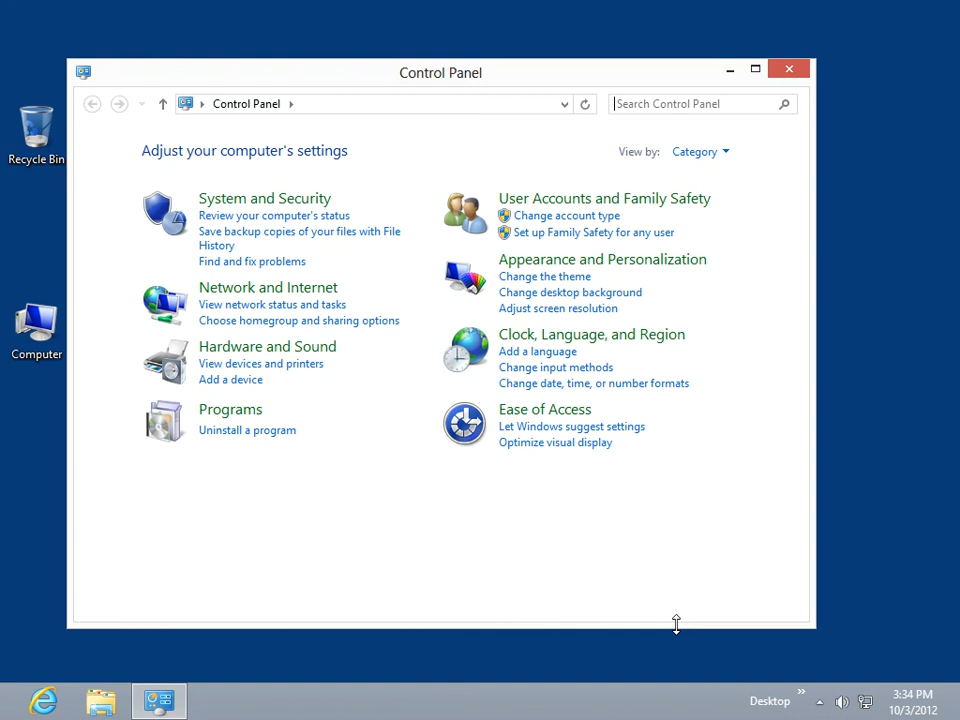 Control Panel
Control Panel
Search Control Panel
Adjust your computer's settings
View by: Category
Recycle Bin
System and Security
Review your computer's status
Save backup copies of your files with File
History
Find and fix problems
Network and Internet
View network status and tasks
Choose homegroup and sharing options
Hardware and Sound
View devices and printers
Add a device
Programs
Uninstall a program
User Accounts and Family Safety
Change account type
Set up Family Safety for any user
Appearance and Personalization
Change the theme
Change desktop background
Adjust screen resolution
Clock, Language, and Region
Add a language
Change input methods
Change date, time, or number formats
Ease of Access
Let Windows suggest settings
Optimize visual display
Computer
Desktop
3:34 PM
10/3/2012